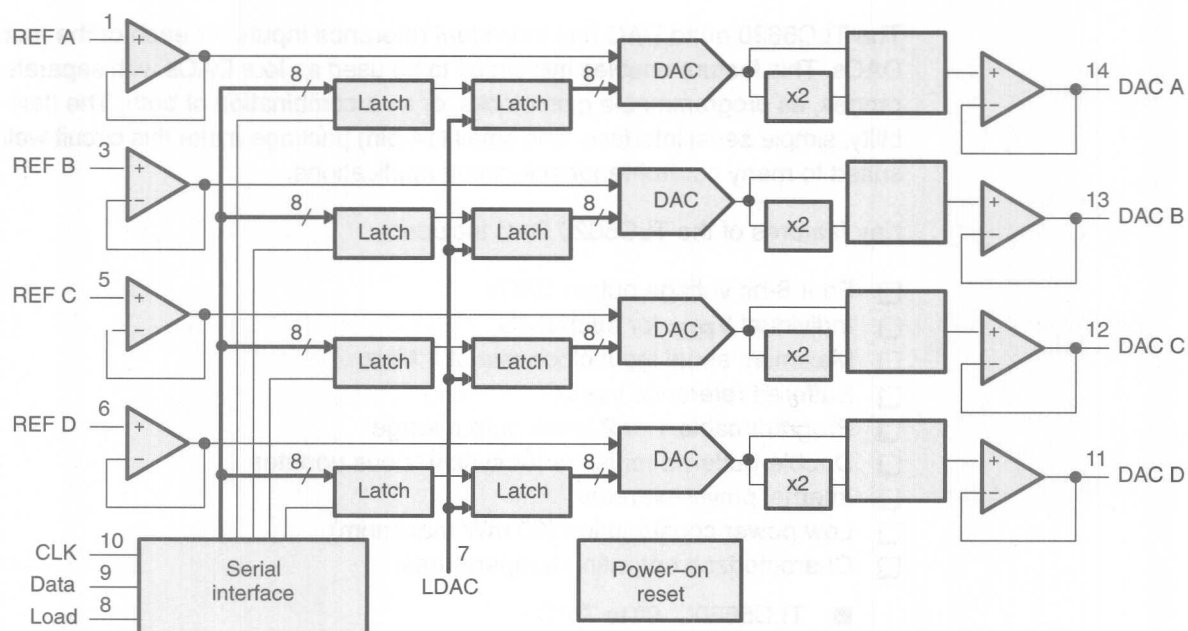 1
REF A
+
-
8
Latch
8
Latch
DAC
x2
+
-
14 DAC A
3
REF B
+
-
8
Latch
8
Latch
DAC
x2
+
-
13 DAC B
5
REF C
+
-
8
Latch
8
Latch
DAC
x2
+
-
12 DAC C
6
REF D
+
-
8
Latch
8
Latch
DAC
x2
+
-
11 DAC D
CLK 10
Data 9
Load 8
Serial
interface
7
LDAC
Power–on
reset